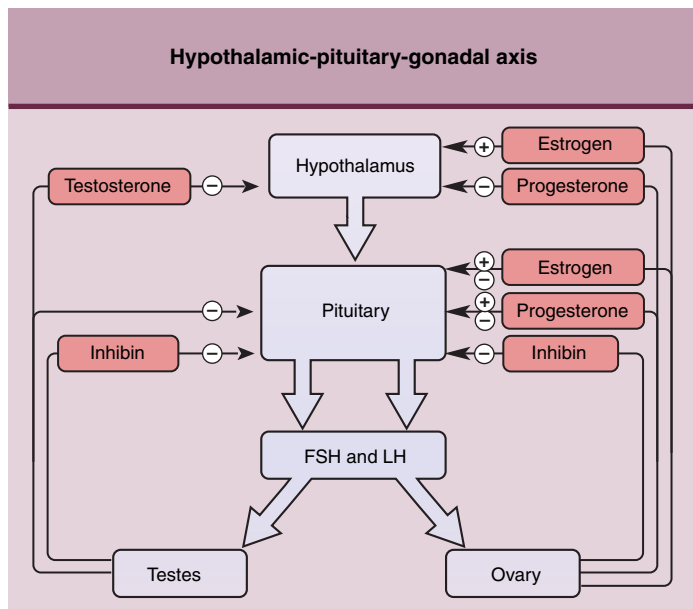 Hypothalamic-pituitary-gonadal axis
Estrogen
+
Hypothalamus
Testosterone
−
−
Progesterone
+
−
Estrogen
−
Pituitary
+
−
Progesterone
Inhibin
−
−
Inhibin
FSH and LH
Testes
Ovary